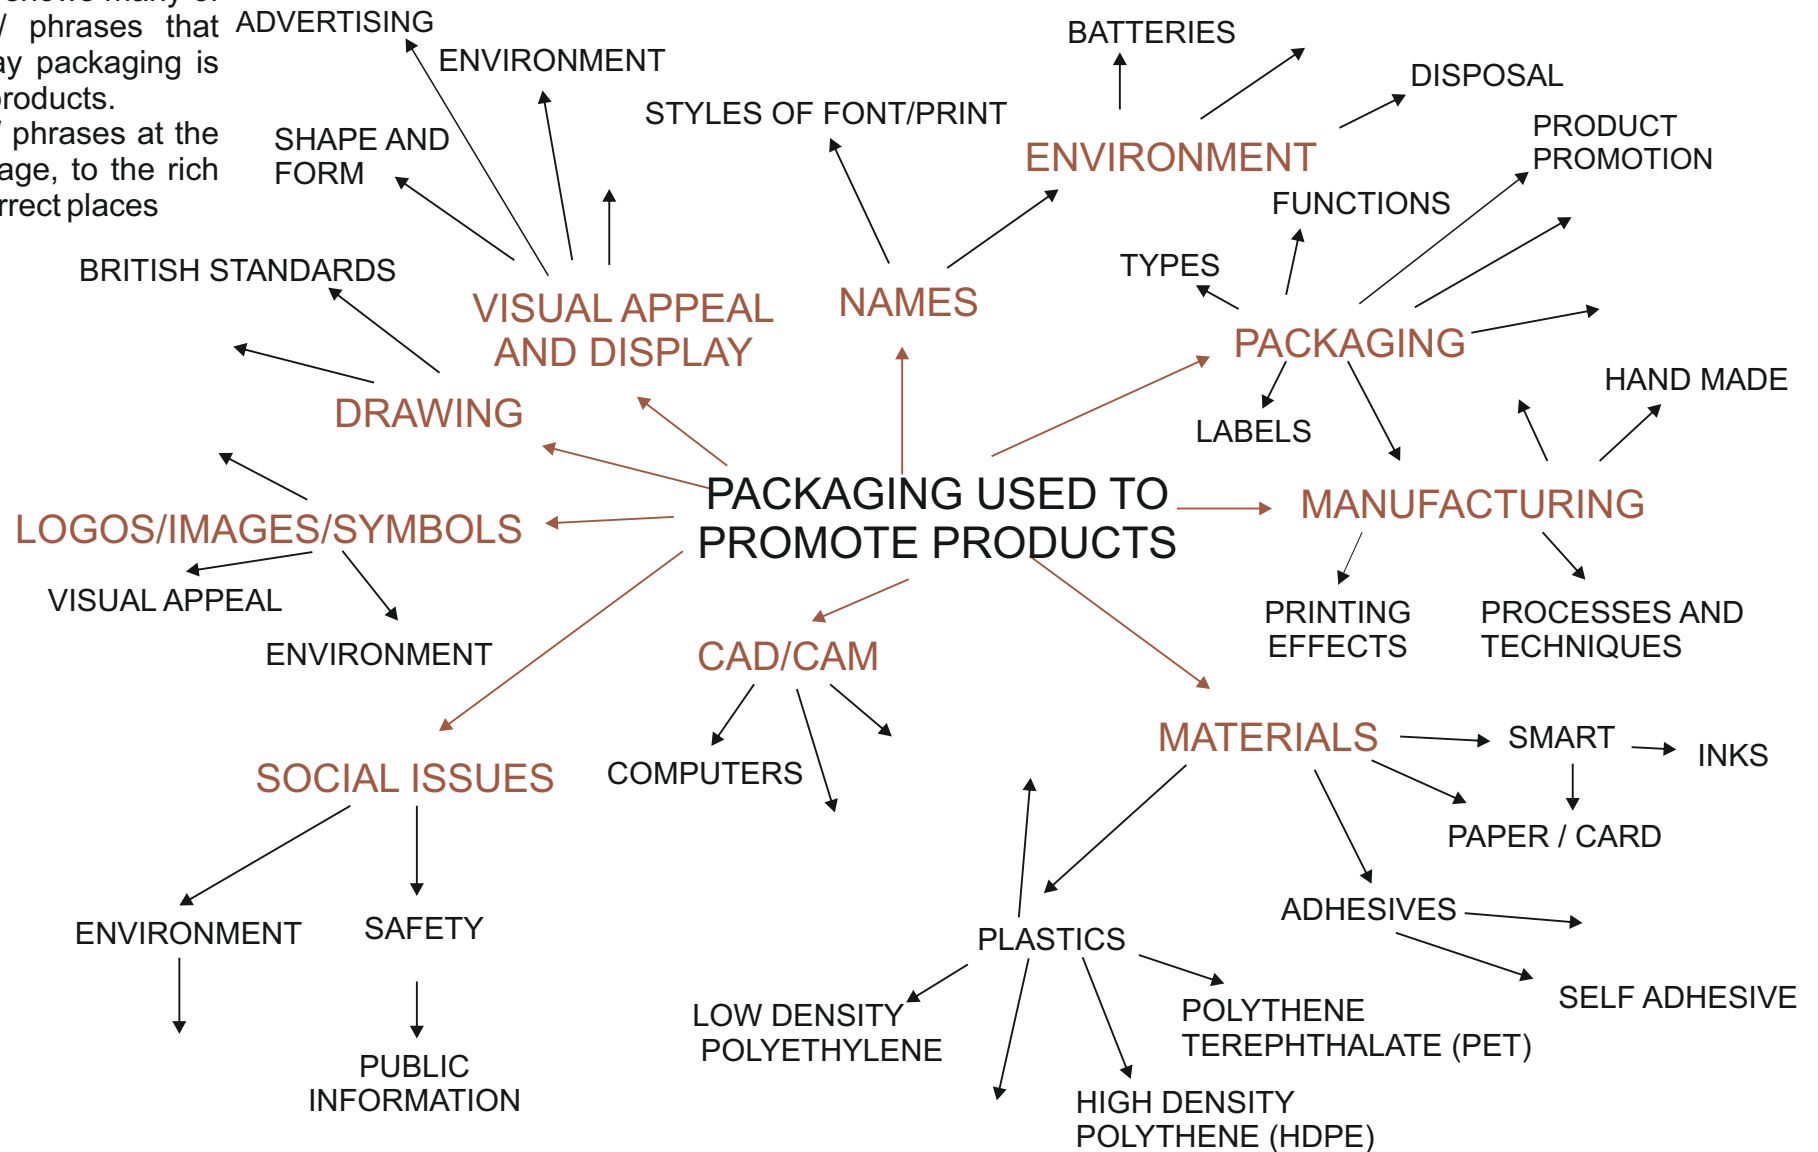 / phrases that
packaging is
products.
/ phrases at the
age, to the rich
rrect places
ADVERTISING
ENVIRONMENT
SHAPE AND
FORM
STYLES OF FONT/PRINT
BATTERIES
DISPOSAL
ENVIRONMENT
PRODUCT
PROMOTION
FUNCTIONS
TYPES
BRITISH STANDARDS
VISUAL APPEAL
AND DISPLAY
NAMES
PACKAGING
HAND MADE
DRAWING
LABELS
PACKAGING USED TO
PROMOTE PRODUCTS
MANUFACTURING
LOGOS/IMAGES/SYMBOLS
VISUAL APPEAL
ENVIRONMENT
PRINTING
EFFECTS
PROCESSES AND
TECHNIQUES
CAD/CAM
COMPUTERS
MATERIALS
SMART
INKS
PAPER / CARD
SOCIAL ISSUES
ENVIRONMENT
SAFETY
PUBLIC
INFORMATION
ADHESIVES
SELF ADHESIVE
PLASTICS
LOW DENSITY
POLYETHYLENE
POLYTHENE
TEREPHTHALATE (PET)
HIGH DENSITY
POLYTHENE (HDPE)